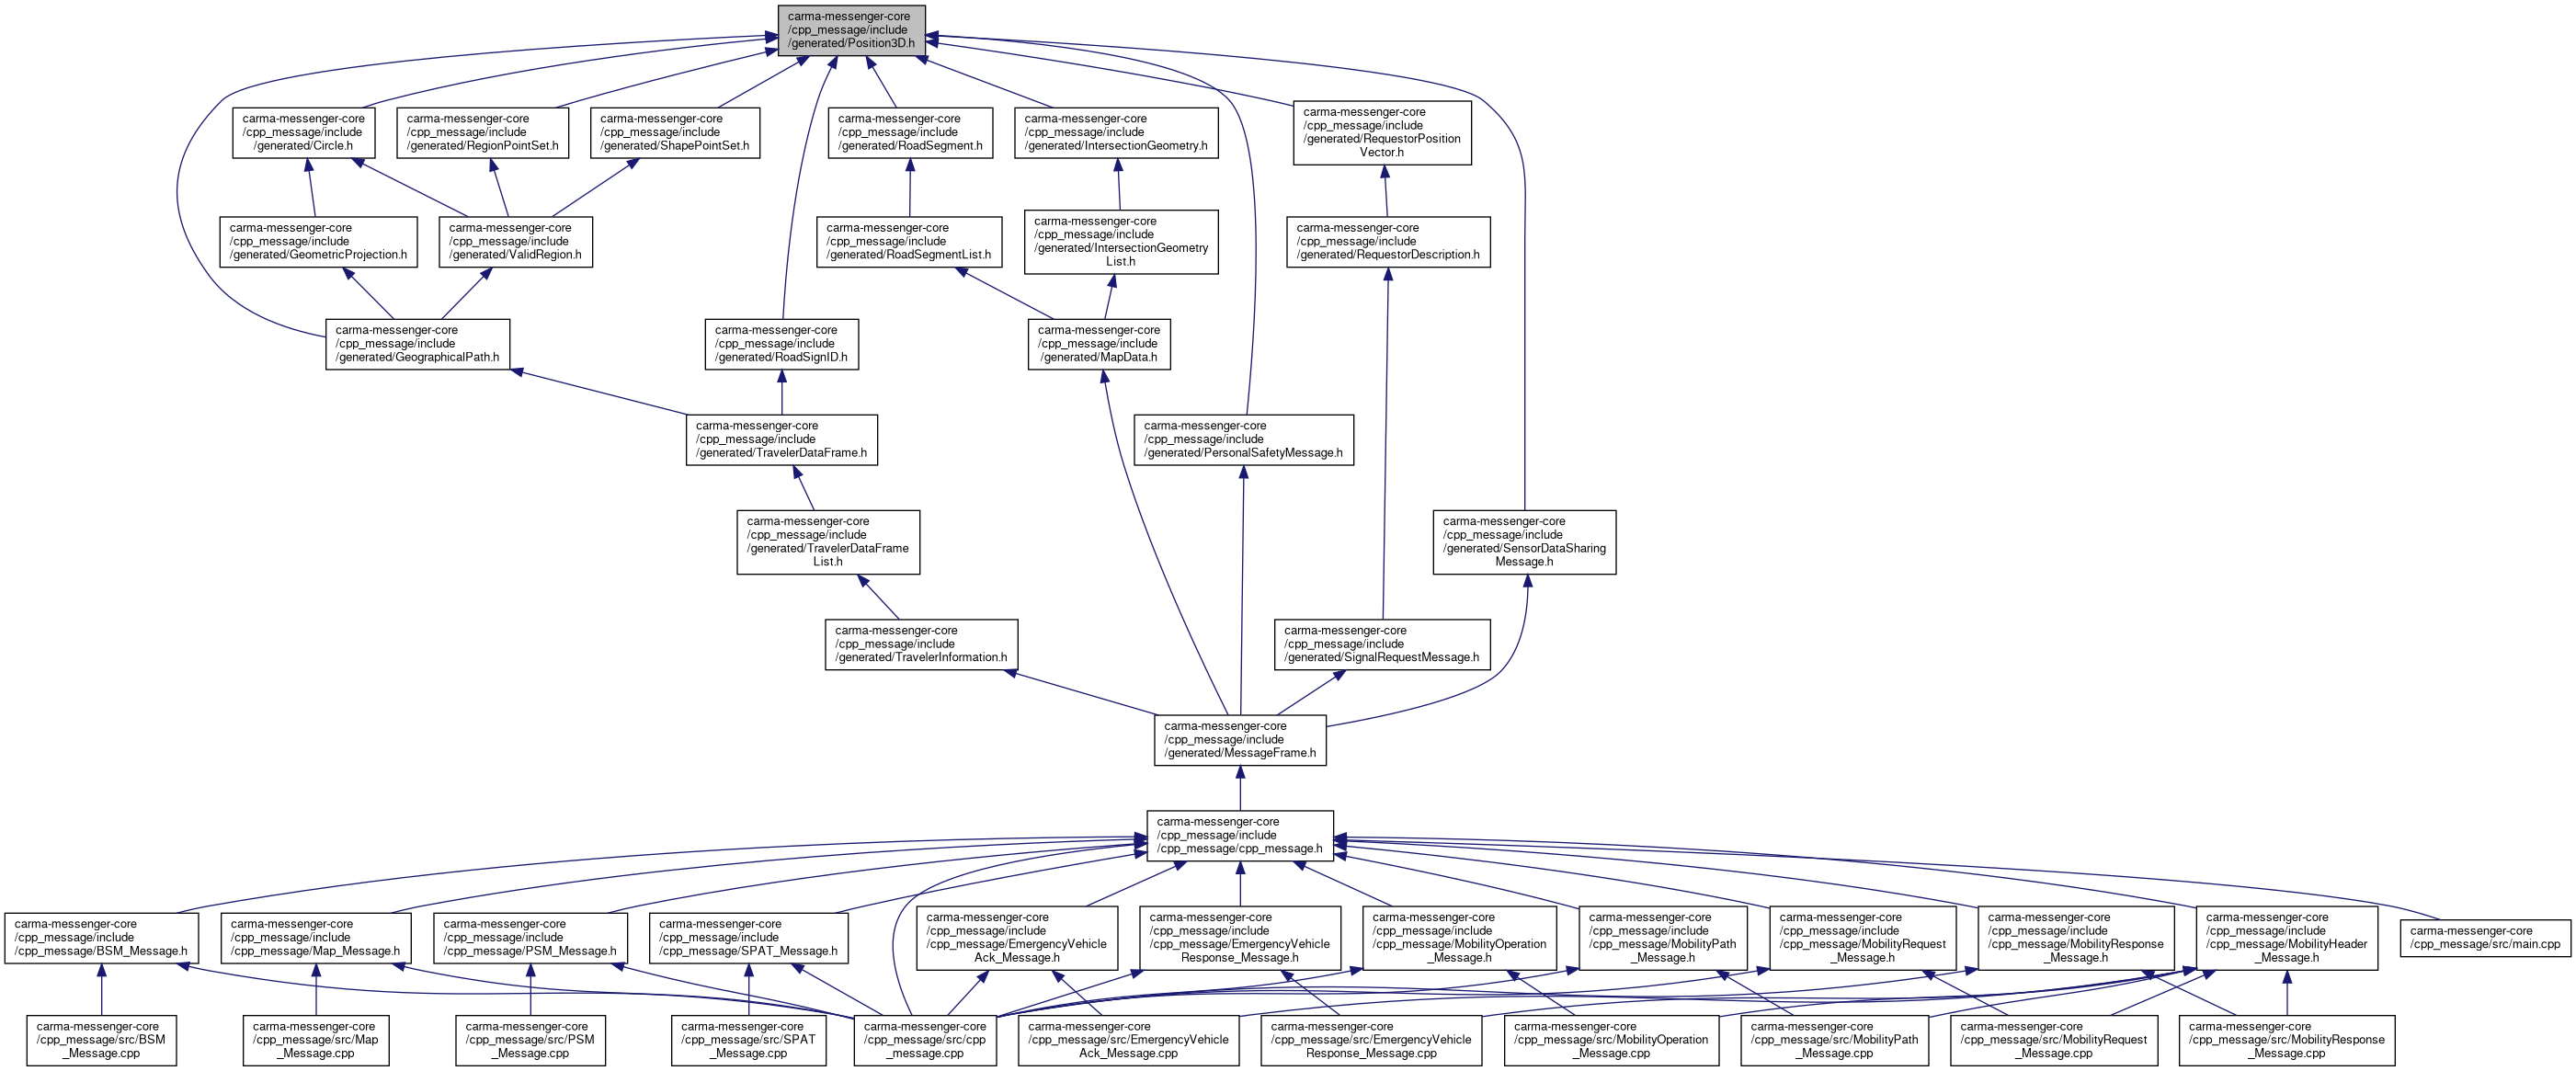 carma-messenger-core
/cpp_message/include
/generated/Position3D.h
carma-messenger-core
/cpp_message/include
/generated/Circle.h
carma-messenger-core
/cpp_message/include
/generated/RegionPointSet.h
carma-messenger-core
/cpp_message/include
/generated/ShapePointSet.h
carma-messenger-core
/cpp_message/include
/generated/RoadSegment.h
carma-messenger-core
/cpp_message/include
/generated/IntersectionGeometry.h
carma-messenger-core
/cpp_message/include
/generated/RequestorPosition
Vector.h
carma-messenger-core
/cpp_message/include
/generated/GeometricProjection.h
carma-messenger-core
/cpp_message/include
/generated/ValidRegion.h
carma-messenger-core
/cpp_message/include
/generated/RoadSegmentList.h
carma-messenger-core
/cpp_message/include
/generated/IntersectionGeometry
List.h
carma-messenger-core
/cpp_message/include
/generated/RequestorDescription.h
carma-messenger-core
/cpp_message/include
/generated/GeographicalPath.h
carma-messenger-core
/cpp_message/include
/generated/RoadSignID.h
carma-messenger-core
/cpp_message/include
/generated/MapData.h
carma-messenger-core
/cpp_message/include
/generated/TravelerDataFrame.h
carma-messenger-core
/cpp_message/include
/generated/PersonalSafetyMessage.h
carma-messenger-core
/cpp_message/include
/generated/TravelerDataFrame
List.h
carma-messenger-core
/cpp_message/include
/generated/SensorDataSharing
Message.h
carma-messenger-core
/cpp_message/include
/generated/TravelerInformation.h
carma-messenger-core
/cpp_message/include
/generated/SignalRequestMessage.h
carma-messenger-core
/cpp_message/include
/generated/MessageFrame.h
carma-messenger-core
/cpp_message/include
/cpp_message/cpp_message.h
carma-messenger-core
/cpp_message/include
/cpp_message/BSM_Message.h
carma-messenger-core
/cpp_message/include
/cpp_message/Map_Message.h
carma-messenger-core
/cpp_message/include
/cpp_message/PSM_Message.h
carma-messenger-core
/cpp_message/include
/cpp_message/SPAT_Message.h
carma-messenger-core
/cpp_message/include
/cpp_message/EmergencyVehicle
Ack_Message.h
carma-messenger-core
/cpp_message/include
/cpp_message/EmergencyVehicle
Response_Message.h
carma-messenger-core
/cpp_message/include
/cpp_message/MobilityOperation
_Message.h
carma-messenger-core
/cpp_message/include
/cpp_message/MobilityPath
_Message.h
carma-messenger-core
/cpp_message/include
/cpp_message/MobilityRequest
_Message.h
carma-messenger-core
/cpp_message/include
/cpp_message/MobilityResponse
_Message.h
carma-messenger-core
/cpp_message/include
/cpp_message/MobilityHeader
_Message.h
carma-messenger-core
/cpp_message/src/main.cpp
carma-messenger-core
/cpp_message/src/BSM
_Message.cpp
carma-messenger-core
/cpp_message/src/Map
_Message.cpp
carma-messenger-core
/cpp_message/src/PSM
_Message.cpp
carma-messenger-core
/cpp_message/src/SPAT
_Message.cpp
carma-messenger-core
/cpp_message/src/cpp
_message.cpp
carma-messenger-core
/cpp_message/src/EmergencyVehicle
Ack_Message.cpp
carma-messenger-core
/cpp_message/src/EmergencyVehicle
Response_Message.cpp
carma-messenger-core
/cpp_message/src/MobilityOperation
_Message.cpp
carma-messenger-core
/cpp_message/src/MobilityPath
_Message.cpp
carma-messenger-core
/cpp_message/src/MobilityRequest
_Message.cpp
carma-messenger-core
/cpp_message/src/MobilityResponse
_Message.cpp